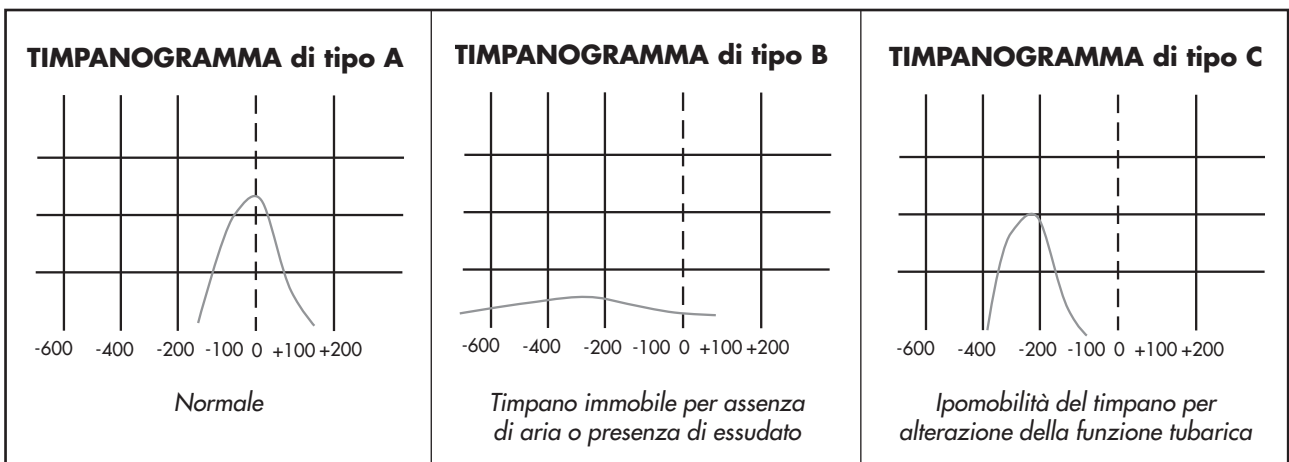 TIMPANOGRAMMA di tipo A
-600 -400 -200 -100 0 +100 +200
Normale
TIMPANOGRAMMA di tipo B
-600 -400 -200 -100 0 +100 +200
Timpano immobile per assenza
di aria o presenza di essudato
TIMPANOGRAMMA di tipo C
-600 -400 -200 -100 0 +100 +200
Ipomobilità del timpano per
alterazione della funzione tubarica